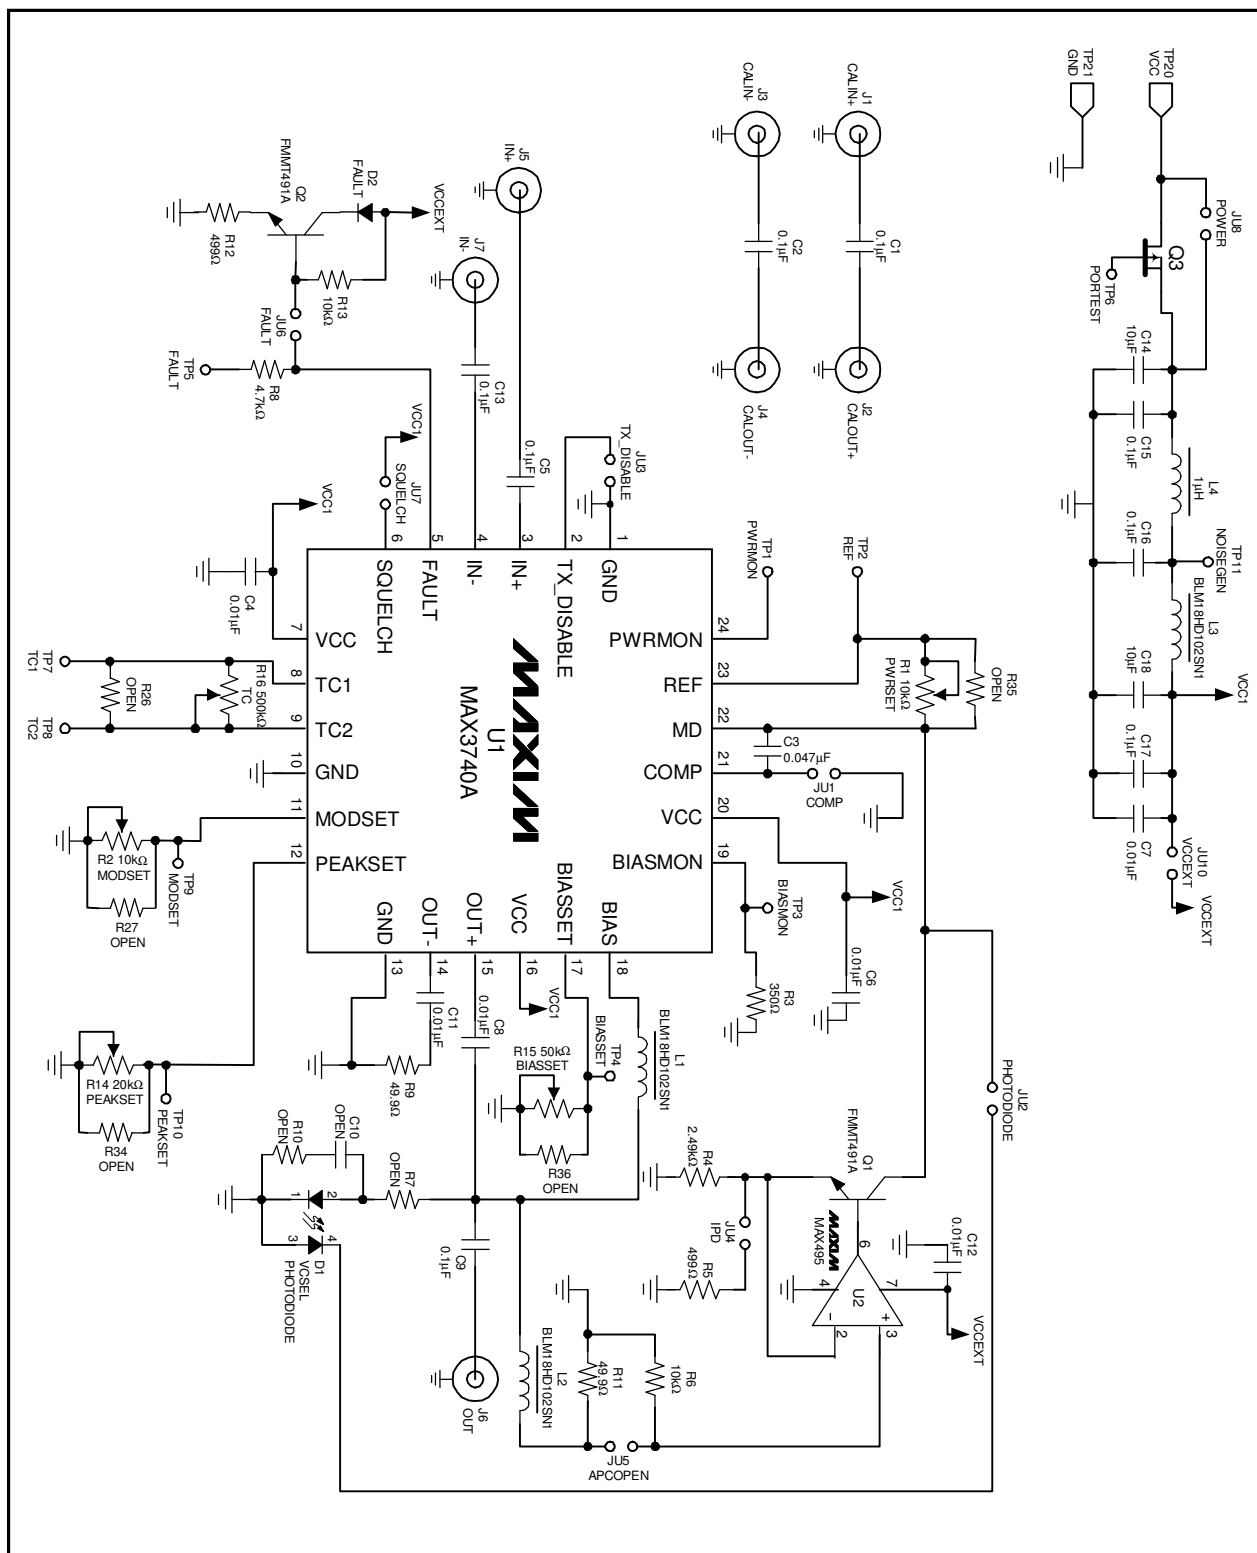 TP20
VCC
TP21
GND
JU8
POWER
Q3
TP6
PORTEST
C14
10µF
C15
0.1µF
L4
1µH
C16
0.1µF
TP11
NOISEGEN
L3
BLM18HD102SN1
C18
10µF
VCC1
C17
0.1µF
C7
0.01µF
JU10
VCCEXT
VCCEXT
J1
CALIN+
C1
0.1µF
J2
CALOUT+
J3
CALIN-
C2
0.1µF
J4
CALOUT-
J5
IN+
C5
0.1µF
J7
IN-
C13
0.1µF
VCCEXT
D2
FAULT
Q2
FMMT491A
R12
499Ω
R13
10kΩ
JU6
FAULT
TP5
FAULT
R8
4.7kΩ
VCC1
JU7
SQUELCH
JU3
TX_DISABLE
VCC1
C4
0.01µF
TP1
PWRMON
TP2
REF
R1 10kΩ
PWRSET
R35
OPEN
C3
0.047µF
JU1
COMP
VCC1
C6
0.01µF
TP3
BIASMON
R3
350Ω
MAXIM
U1
MAX3740A
1
GND
2
TX_DISABLE
3
IN+
4
IN-
5
FAULT
6
SQUELCH
7
VCC
8
TC1
9
TC2
10
GND
11
MODSET
12
PEAKSET
13
GND
14
OUT-
15
OUT+
16
VCC
17
BIASSET
18
BIAS
19
BIASMON
20
VCC
21
COMP
22
MD
23
REF
24
PWRMON
TP7
TC1
TP8
TC2
R26
OPEN
R16 500kΩ
TC
R2 10kΩ
MODSET
TP9
MODSET
R27
OPEN
R14 20kΩ
PEAKSET
TP10
PEAKSET
R34
OPEN
C11
0.01µF
R9
49.9Ω
C8
0.01µF
VCC1
R15 50kΩ
BIASSET
TP4
BIASSET
R36
OPEN
L1
BLM18HD102SN1
R10
OPEN
C10
OPEN
R7
OPEN
1
2
3
4
D1
VCSEL
PHOTODIODE
C9
0.1µF
J6
OUT
L2
BLM18HD102SN1
R11
49.9Ω
R6
10kΩ
JU5
APCOPEN
R4
2.49kΩ
JU4
IPD
R5
499Ω
Q1
FMMT491A
MAXIM
MAX495
U2
6
4
7
-
+
2
3
C12
0.01µF
VCCEXT
JU2
PHOTODIODE